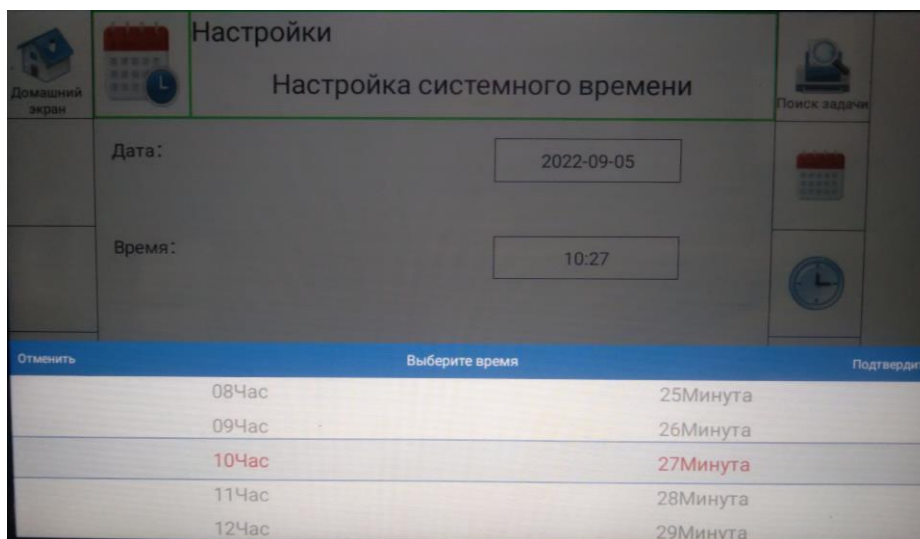 Домашний
экран
Настройки
Настройка системного времени
Поиск задачи
Дата:
2022-09-05
Время:
10:27
Отменить
Выберите время
Подтверди
08Час
25Минута
09Час
26Минута
10Час
27Минута
11Час
28Минута
12Час
29Минута